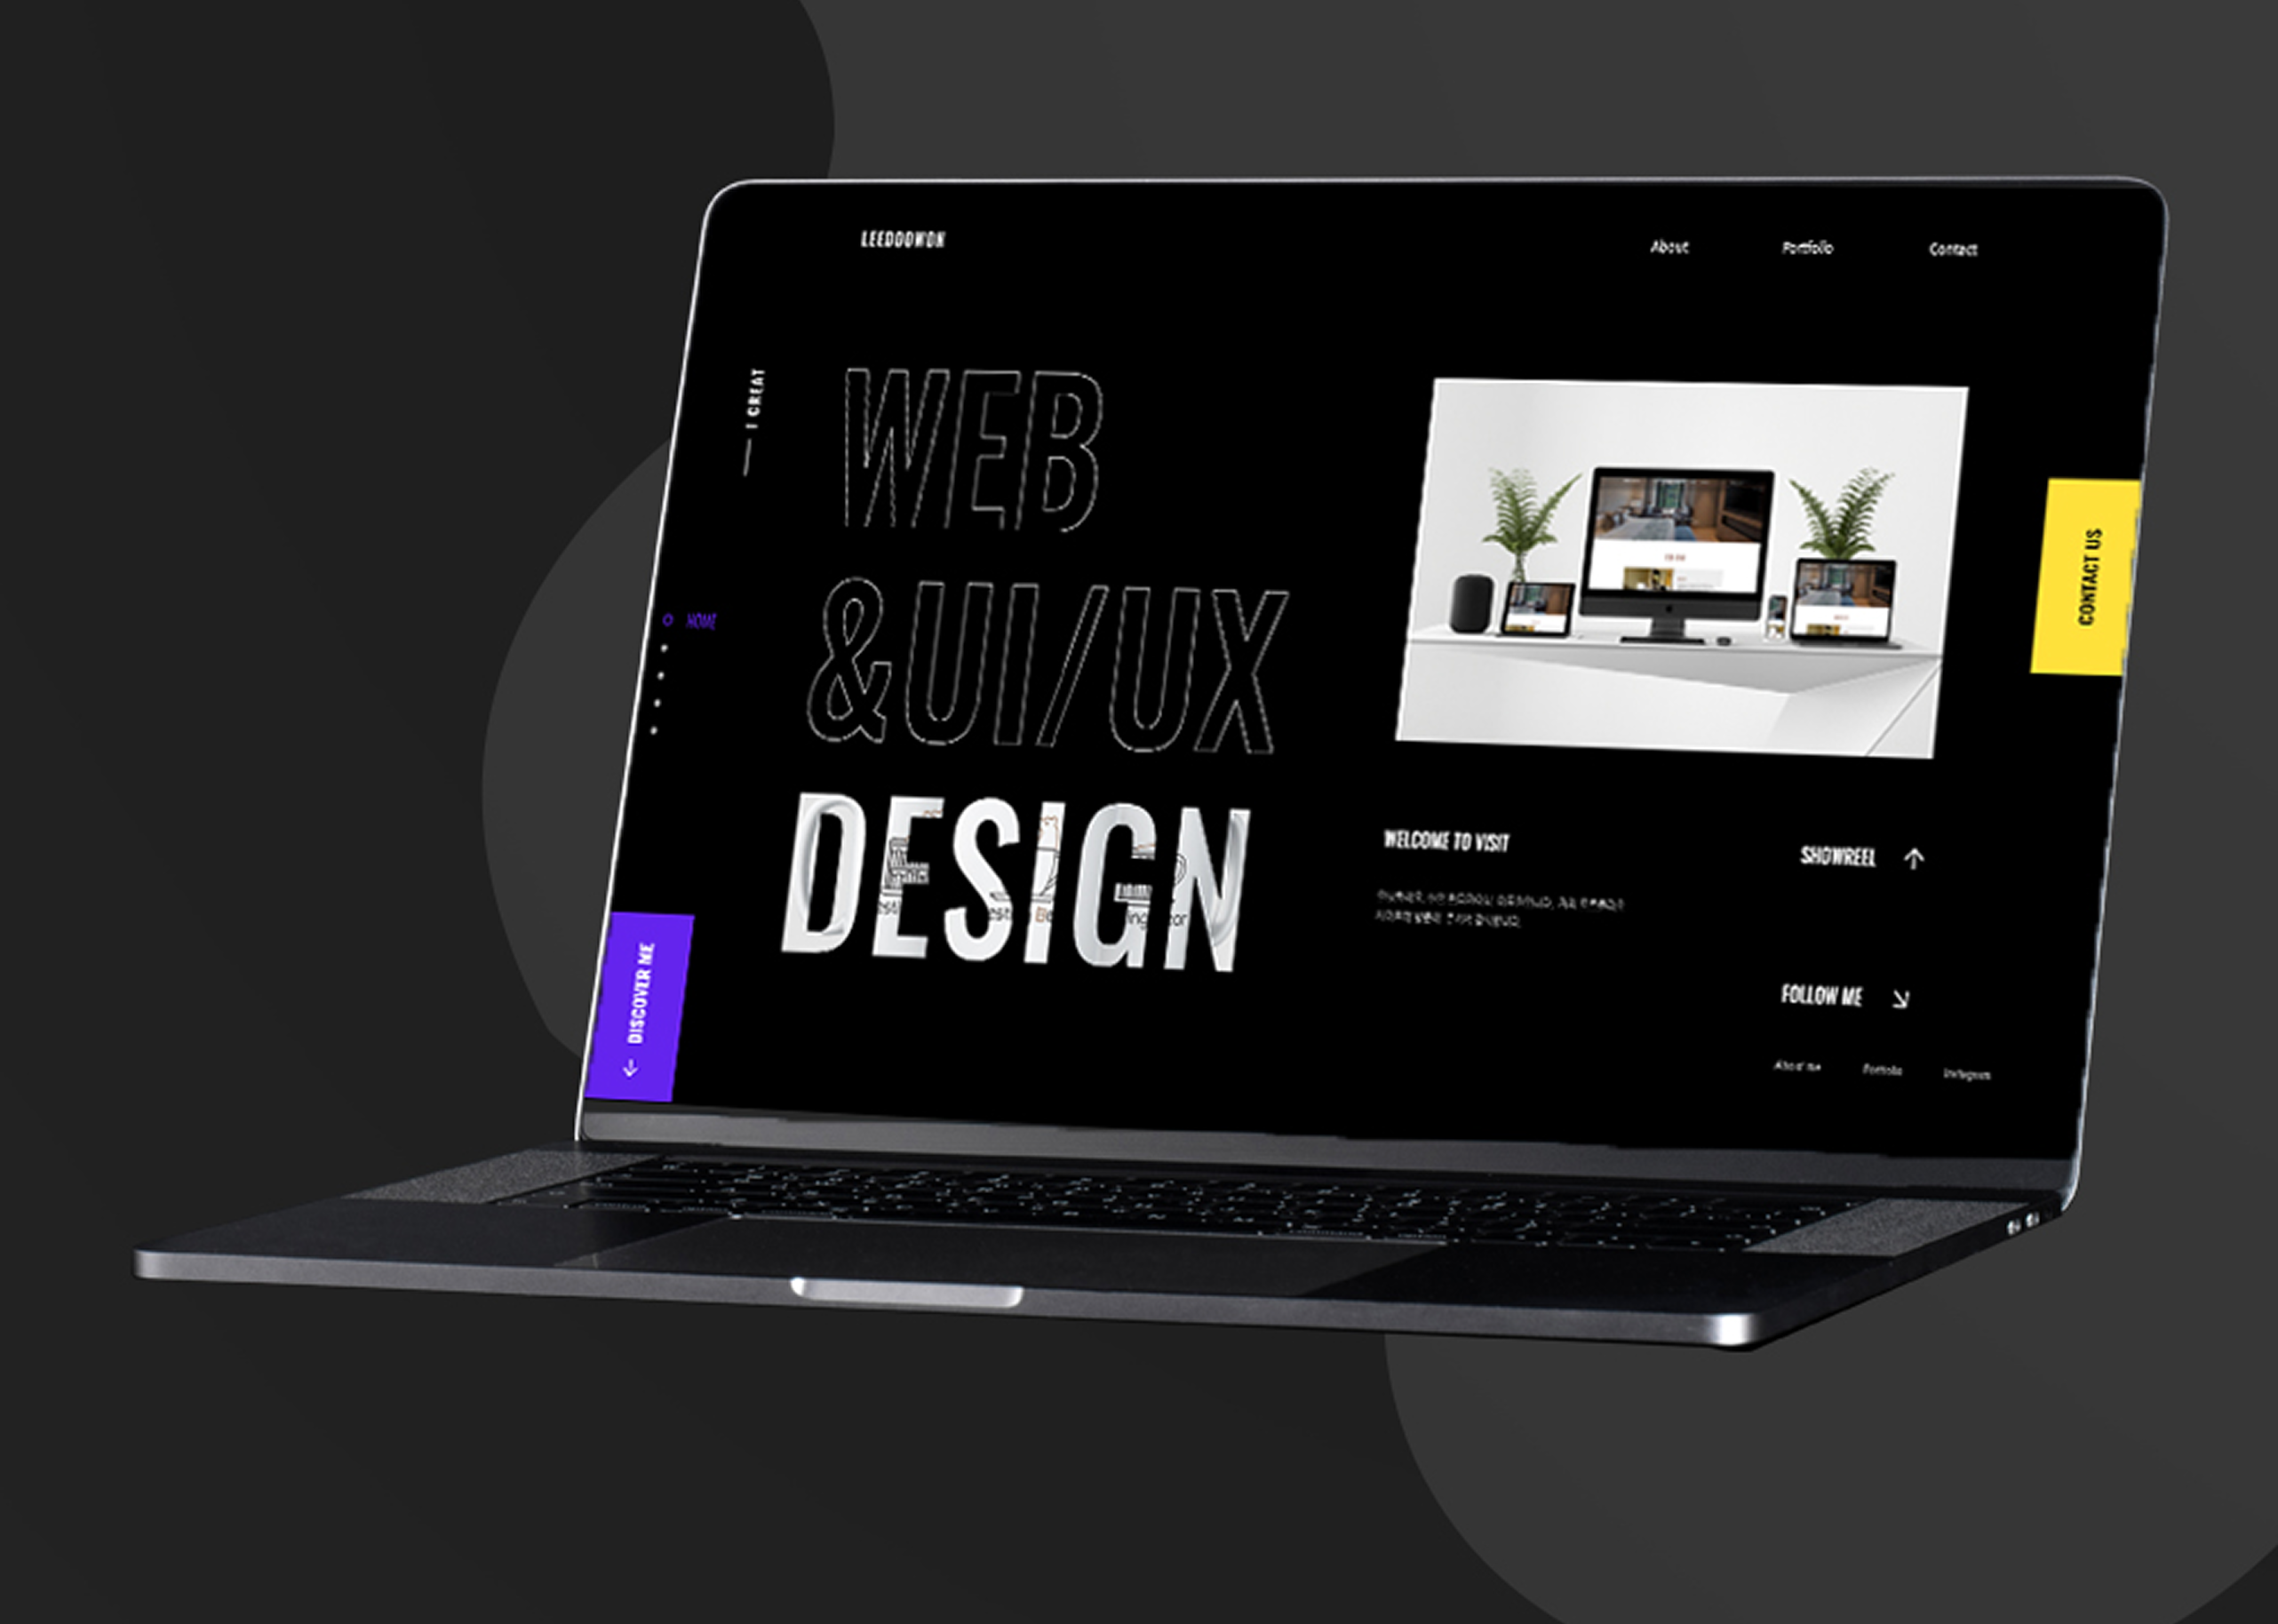 LEEDOOWON
About
Portfolio
Contact
I CREAT
WEB
&UI/UX
DESIGN
HOME
CONTACT US
WELCOME TO VISIT
SHOWREEL
FOLLOW ME
DISCOVER ME
About me
Portfolio
Instagram